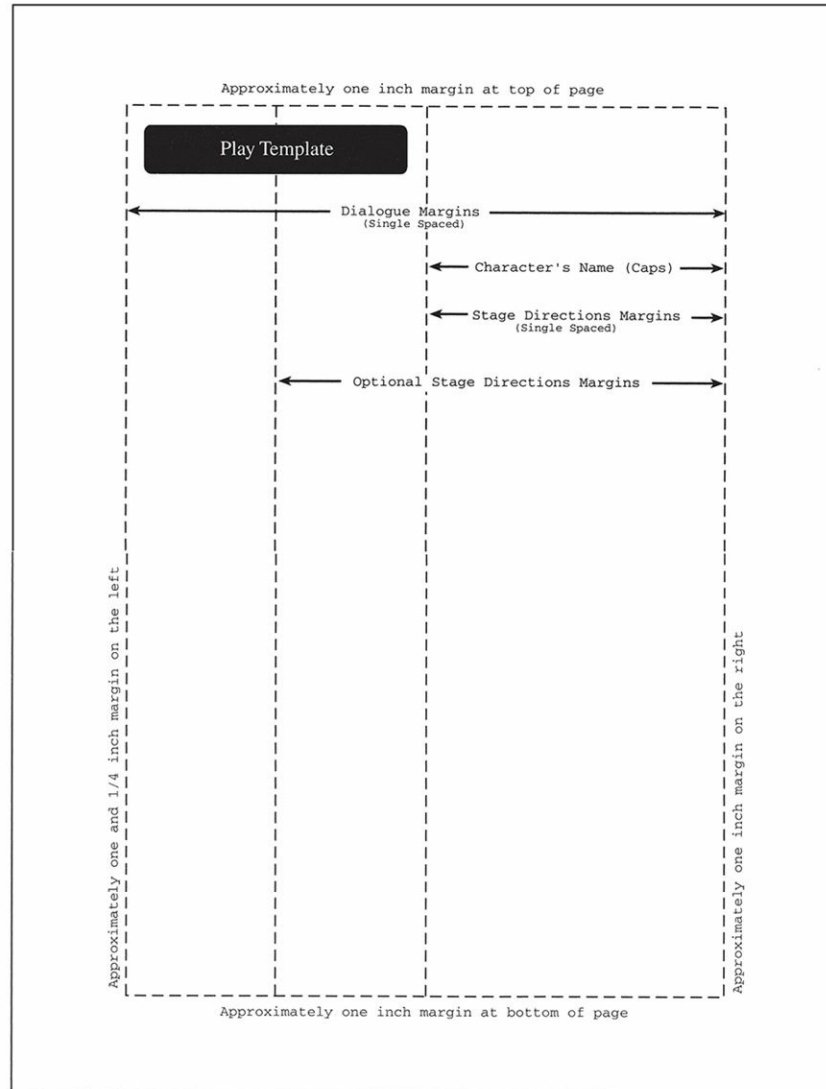 Approximately one inch margin at top of page
Play Template
Dialogue Margins
(Single Spaced)
Character's Name (Caps)
Stage Directions Margins
(Single Spaced)
Optional Stage Directions Margins
Approximately one and 1/4 inch margin on the left
Approximately one inch margin on the right
Approximately one inch margin at bottom of page